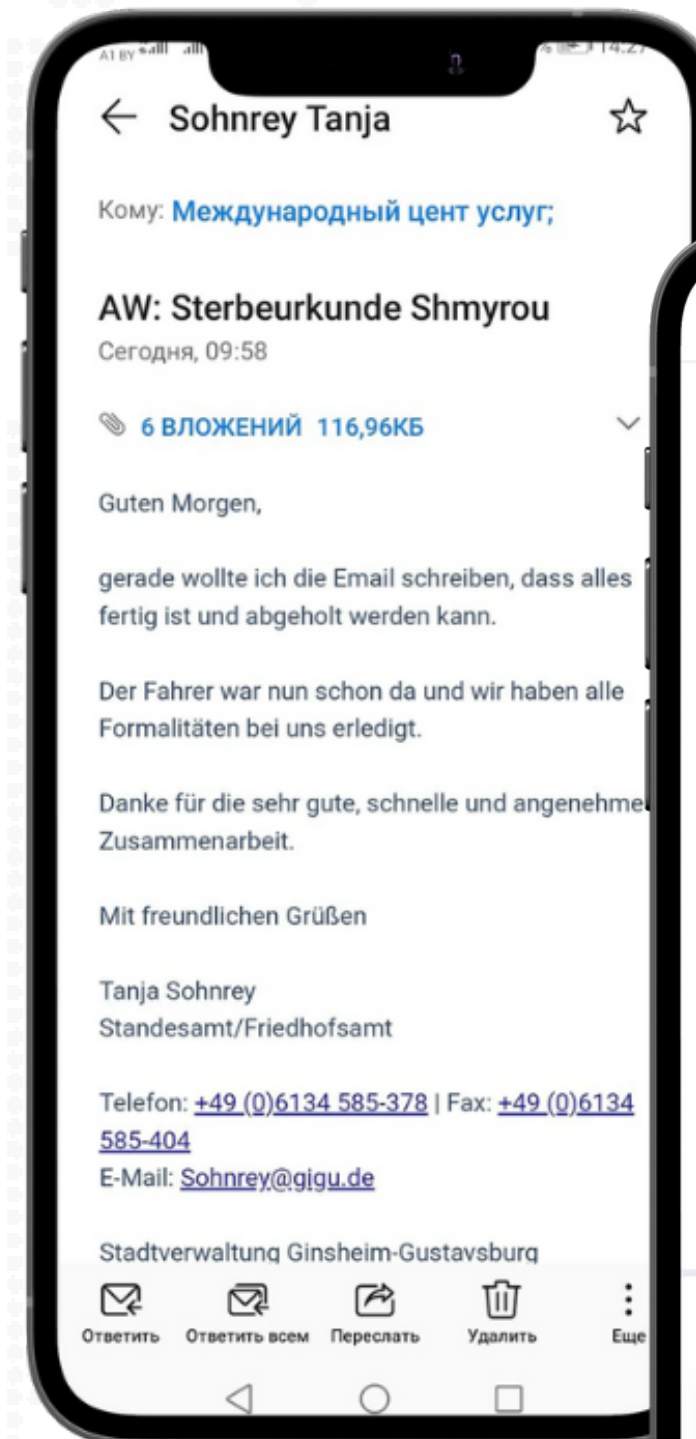 A1 BY
14:27
Sohnrey Tanja
Кому: Международный цент услуг;
AW: Sterbeurkunde Shmyrou
Сегодня, 09:58
6 ВЛОЖЕНИЙ 116,96КБ
Guten Morgen,
gerade wollte ich die Email schreiben, dass alles
fertig ist und abgeholt werden kann.
Der Fahrer war nun schon da und wir haben alle
Formalitäten bei uns erledigt.
Danke für die sehr gute, schnelle und angenehme
Zusammenarbeit.
Mit freundlichen Grüßen
Tanja Sohnrey
Standesamt/Friedhofsamt
Telefon: +49 (0)6134 585-378 | Fax: +49 (0)6134
585-404
E-Mail: Sohnrey@gigu.de
Stadtverwaltung Ginsheim-Gustavsburg
Ответить Ответить всем Переслать Удалить Еще